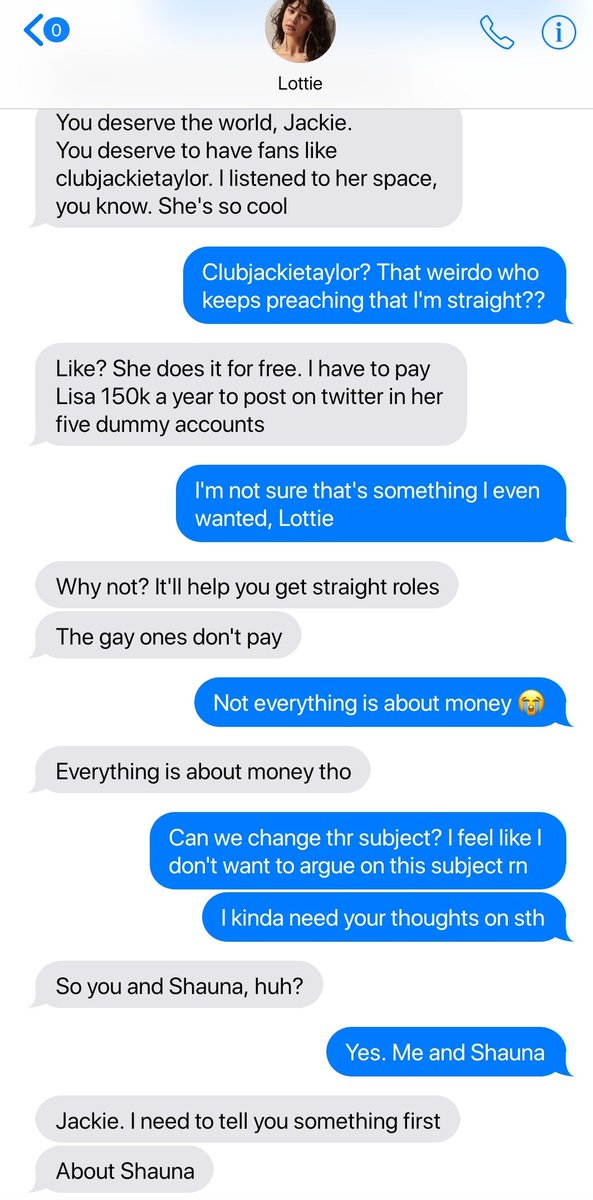 0
Lottie
You deserve the world, Jackie.
You deserve to have fans like
clubjackietaylor. I listened to her space,
you know. She's so cool
Clubjackietaylor? That weirdo who
keeps preaching that I'm straight??
Like? She does it for free. I have to pay
Lisa 150k a year to post on twitter in her
five dummy accounts
I'm not sure that's something I even
wanted, Lottie
Why not? It'll help you get straight roles
The gay ones don't pay
Not everything is about money 😭
Everything is about money tho
Can we change thr subject? I feel like I
don't want to argue on this subject rn
I kinda need your thoughts on sth
So you and Shauna, huh?
Yes. Me and Shauna
Jackie. I need to tell you something first
About Shauna